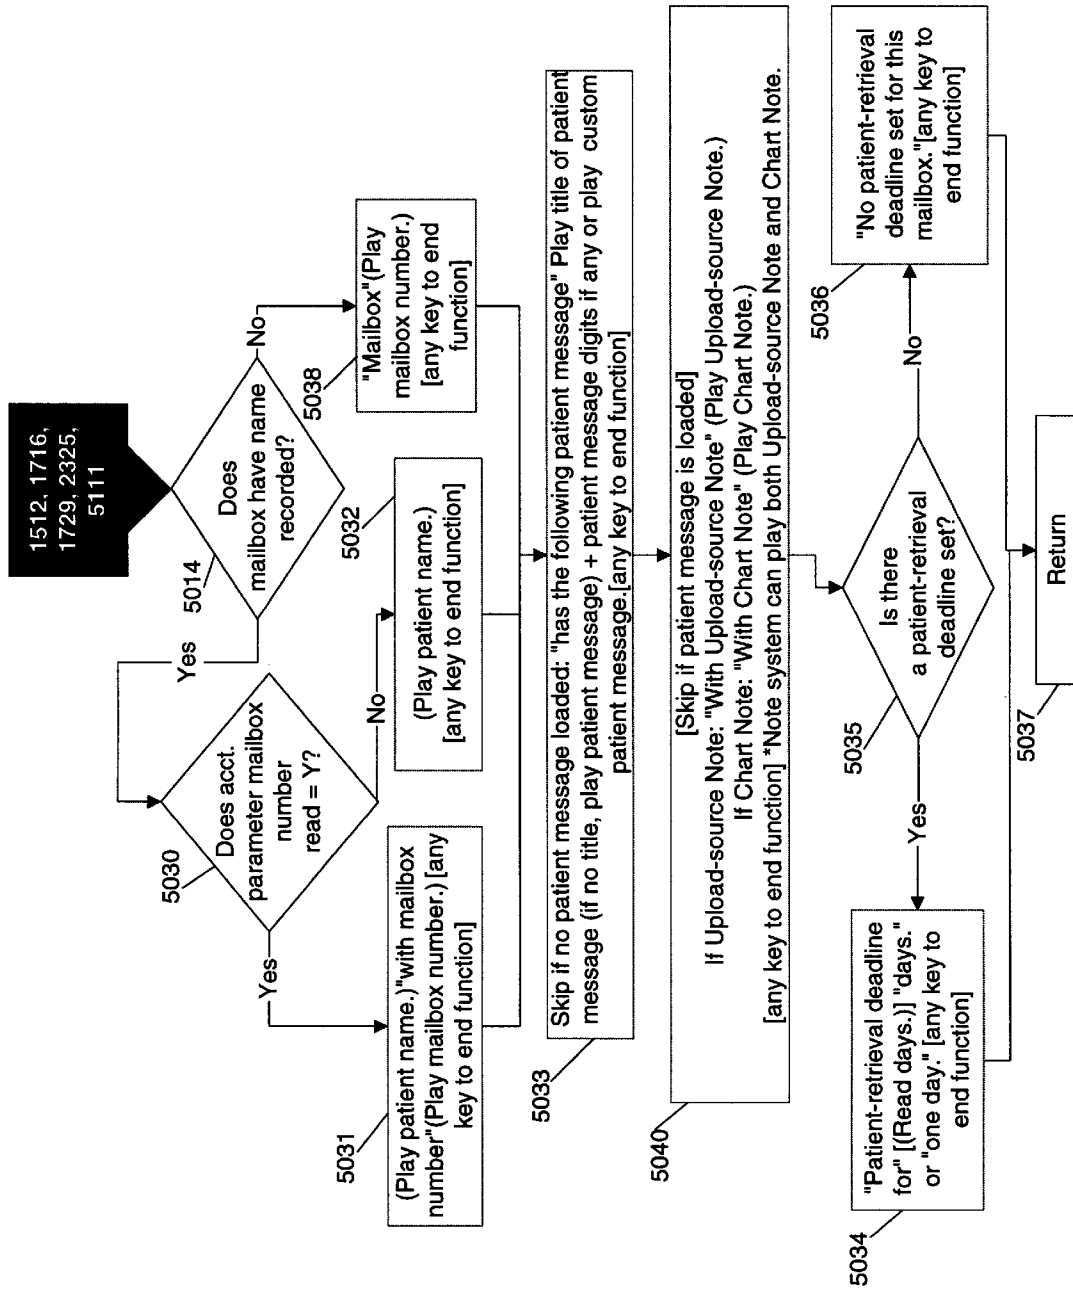 1512, 1716,
1729, 2325,
5111
5014
Does
mailbox have name
recorded?
Yes
No
5030
Does acct.
parameter mailbox
number
read = Y?
Yes
No
5031
(Play patient name.)"with mailbox
number"(Play mailbox number.) [any
key to end function]
5032
(Play patient name.)
[any key to end function]
5038
"Mailbox"(Play
mailbox number.)
[any key to end
function]
5033
Skip if no patient message loaded: "has the following patient message" Play title of patient
message (if no title, play patient message) + patient message digits if any or play custom
patient message.[any key to end function]
5040
[Skip if patient message is loaded]
If Upload-source Note: "With Upload-source Note" (Play Upload-source Note.)
If Chart Note: "With Chart Note" (Play Chart Note.)
[any key to end function] *Note system can play both Upload-source Note and Chart Note.
5035
Is there
a patient-retrieval
deadline set?
Yes
No
5034
"Patient-retrieval deadline
for" [(Read days.)] "days."
or "one day." [any key to
end function]
5036
"No patient-retrieval
deadline set for this
mailbox."[any key to
end function]
5037
Return